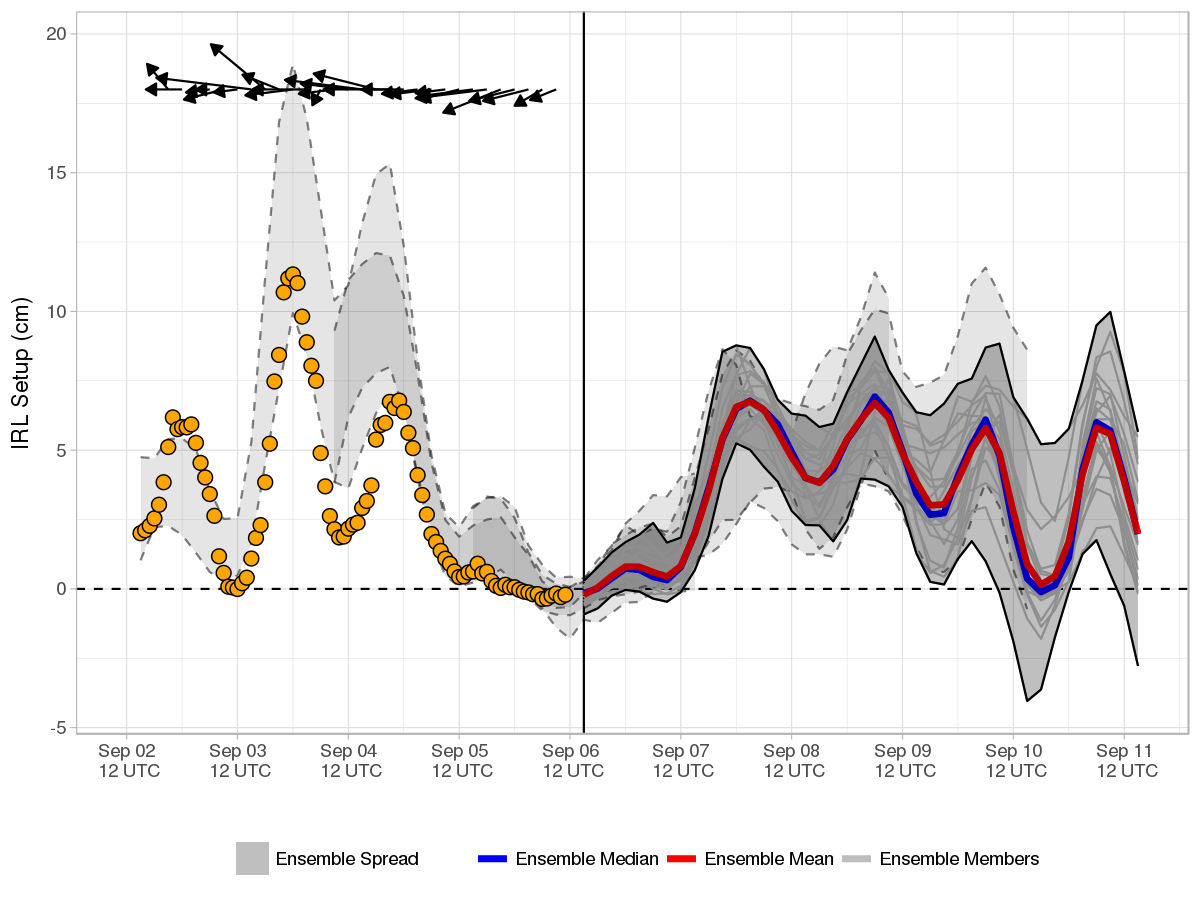 20
15
10
5
0
-5
IRL Setup (cm)
Sep 02 Sep 03 Sep 04 Sep 05 Sep 06 Sep 07 Sep 08 Sep 09 Sep 10 Sep 11
12 UTC 12 UTC 12 UTC 12 UTC 12 UTC 12 UTC 12 UTC 12 UTC 12 UTC 12 UTC
Ensemble Spread Ensemble Median Ensemble Mean Ensemble Members